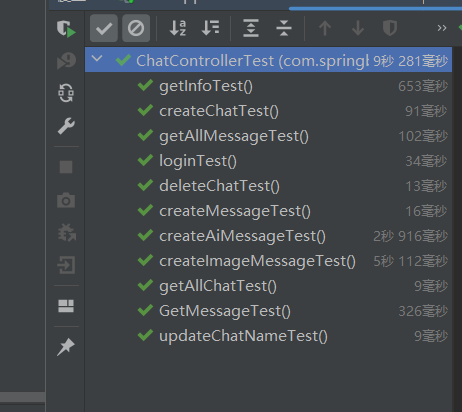 ChatControllerTest (com.springl 9秒 281毫秒
getInfoTest() 653毫秒
createChatTest() 91毫秒
getAllMessageTest() 102毫秒
loginTest() 34毫秒
deleteChatTest() 13毫秒
createMessageTest() 16毫秒
createAiMessageTest() 2秒 916毫秒
createImageMessageTest() 5秒 112毫秒
getAllChatTest() 9毫秒
GetMessageTest() 326毫秒
updateChatNameTest() 9毫秒